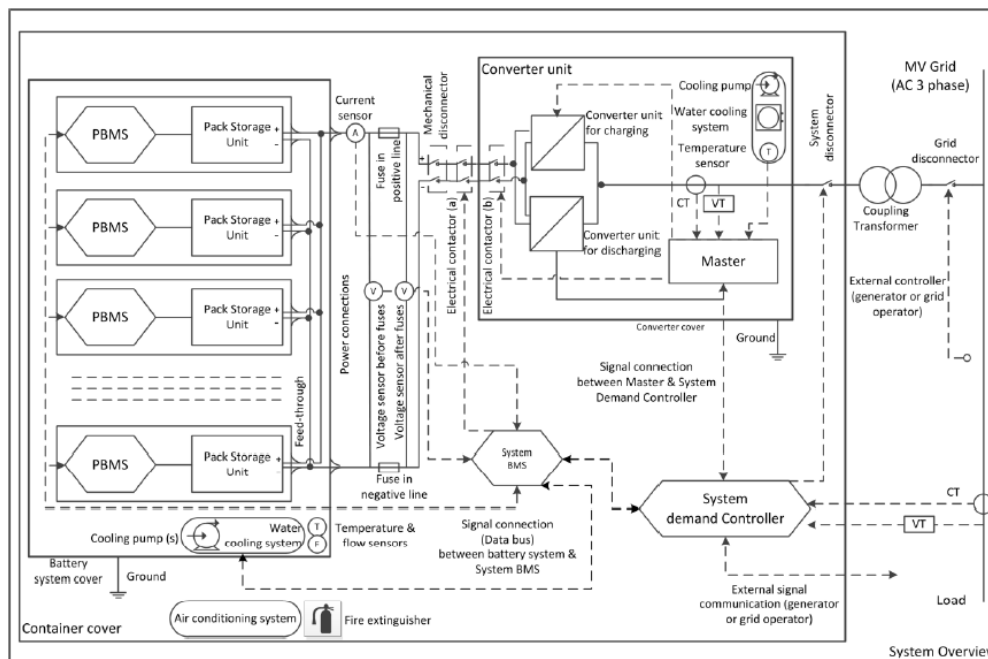 Converter unit
MV Grid
(AC 3 phase)
Current
sensor
Mechanical
disconnector
Cooling pump
Water cooling
system
Temperature
sensor
T
System
disconnector
Grid
disconnector
PBMS
Pack Storage
Unit
+
-
A
Fuse in
positive line
+
-
Converter unit
for charging
Converter unit
for discharging
CT
VT
Master
Coupling
Transformer
PBMS
Pack Storage
Unit
+
-
Electrical contactor (a)
Electrical contactor (b)
External controller
(generator or grid
operator)
PBMS
Pack Storage
Unit
+
-
Power connections
V
V
Voltage sensor before fuses
Voltage sensor after fuses
Converter cover
Ground
Signal connection
between Master & System
Demand Controller
Feed-through
PBMS
Pack Storage
Unit
+
-
Fuse in
negative line
System
BMS
System
demand Controller
CT
VT
Cooling pump (s)
Water
cooling system
T
F
Temperature &
flow sensors
Signal connection
(Data bus)
between battery system &
System BMS
Battery
system cover
Ground
External signal
communication (generator
or grid operator)
Load
Air conditioning system
Fire extinguisher
Container cover
System Overview